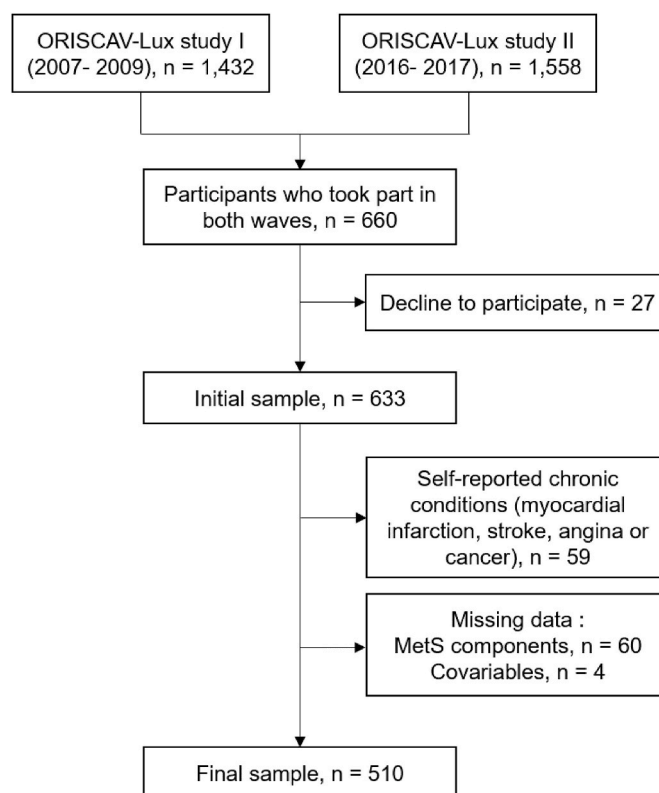 ORISCAV-Lux study I
(2007- 2009), n = 1,432
ORISCAV-Lux study II
(2016- 2017), n = 1,558
Participants who took part in
both waves, n = 660
Decline to participate, n = 27
Initial sample, n = 633
Self-reported chronic
conditions (myocardial
infarction, stroke, angina or
cancer), n = 59
Missing data :
MetS components, n = 60
Covariables, n = 4
Final sample, n = 510